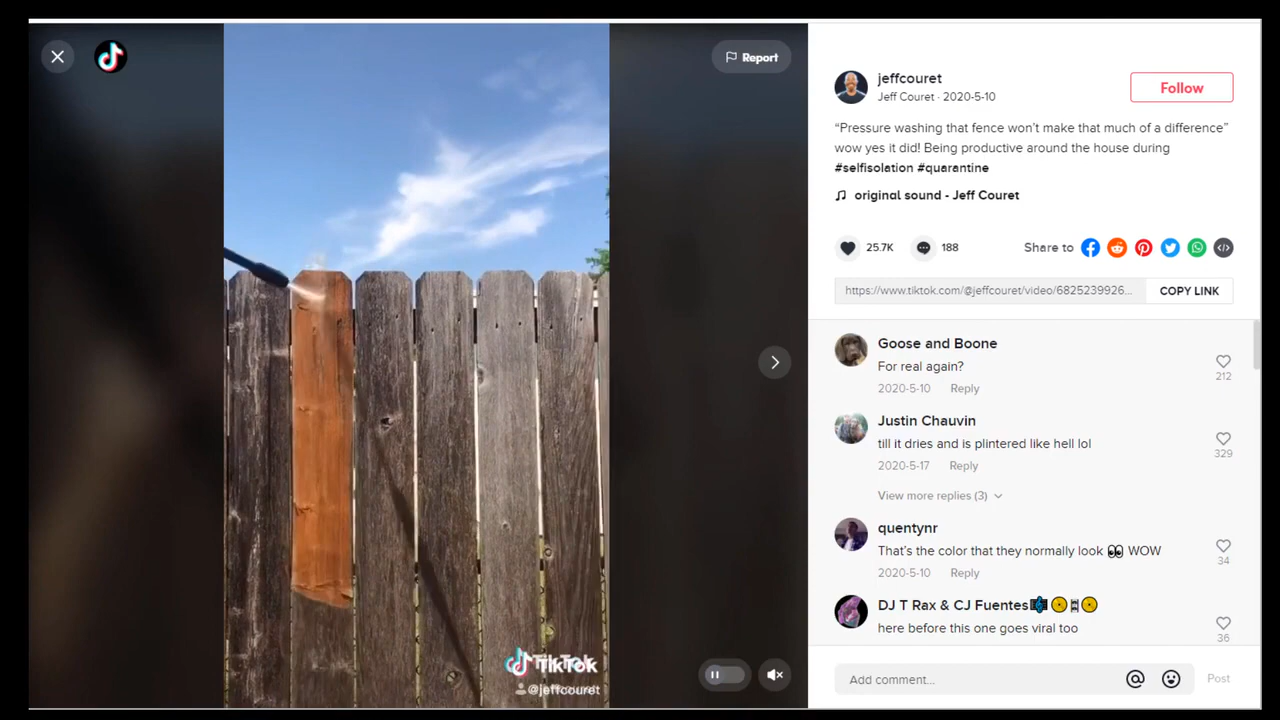 Report
jeffcouret
Jeff Couret · 2020-5-10
Follow
“Pressure washing that fence won’t make that much of a difference”
wow yes it did! Being productive around the house during
#selfisolation #quarantine
original sound - Jeff Couret
25.7K
188
Share to
https://www.tiktok.com/@jeffcouret/video/6825239926...
COPY LINK
Goose and Boone
For real again?
212
2020-5-10 Reply
Justin Chauvin
till it dries and is plintered like hell lol
329
2020-5-17 Reply
View more replies (3)
quentynr
That’s the color that they normally look 👀 WOW
34
2020-5-10 Reply
DJ T Rax & CJ Fuentes
here before this one goes viral too
36
TikTok
@jeffcouret
Add comment...
Post